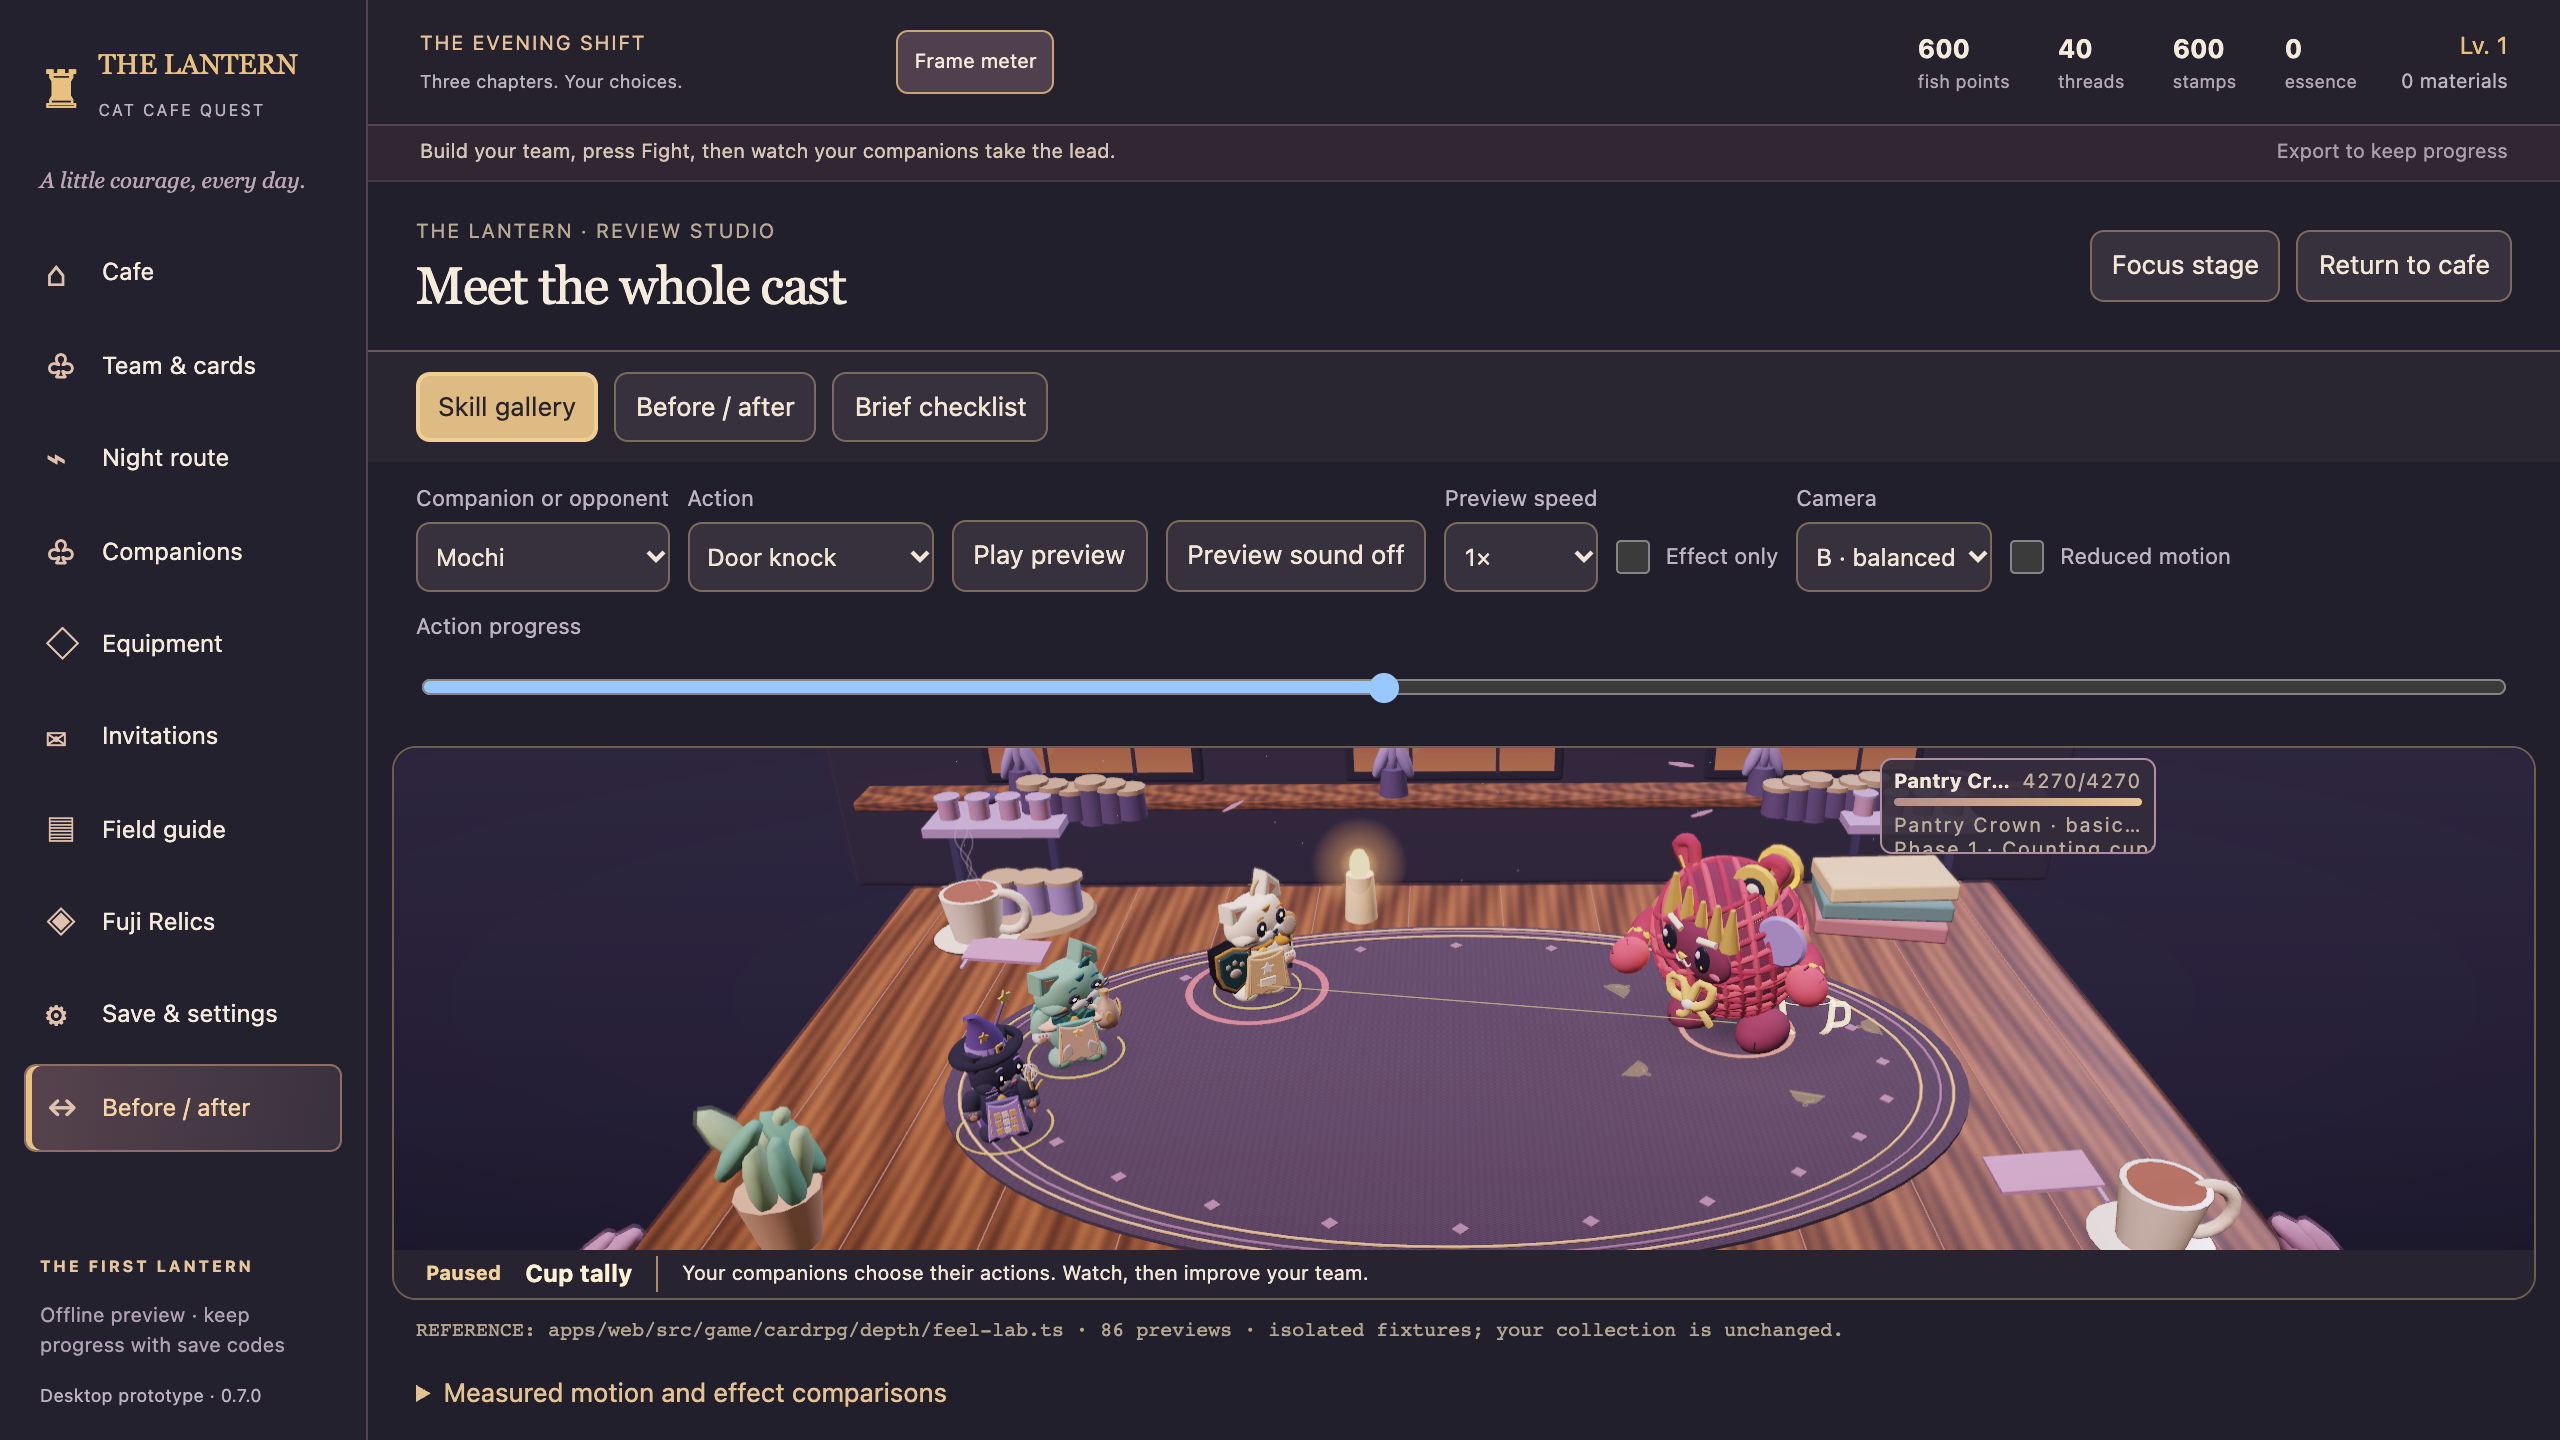 THE LANTERN
CAT CAFE QUEST
A little courage, every day.
Cafe
Team & cards
Night route
Companions
Equipment
Invitations
Field guide
Fuji Relics
Save & settings
Before / after
THE FIRST LANTERN
Offline preview · keep
progress with save codes
Desktop prototype · 0.7.0
THE EVENING SHIFT
Three chapters. Your choices.
Frame meter
600
fish points
40
threads
600
stamps
0
essence
Lv. 1
0 materials
Build your team, press Fight, then watch your companions take the lead.
Export to keep progress
THE LANTERN · REVIEW STUDIO
Meet the whole cast
Focus stage
Return to cafe
Skill gallery
Before / after
Brief checklist
Companion or opponent
Mochi
Action
Door knock
Play preview
Preview sound off
Preview speed
1×
Effect only
Camera
B · balanced
Reduced motion
Action progress
Pantry Cr... 4270/4270
Pantry Crown · basic...
Phase 1 · Counting cup
Paused Cup tally Your companions choose their actions. Watch, then improve your team.
REFERENCE: apps/web/src/game/cardrpg/depth/feel-lab.ts · 86 previews · isolated fixtures; your collection is unchanged.
Measured motion and effect comparisons